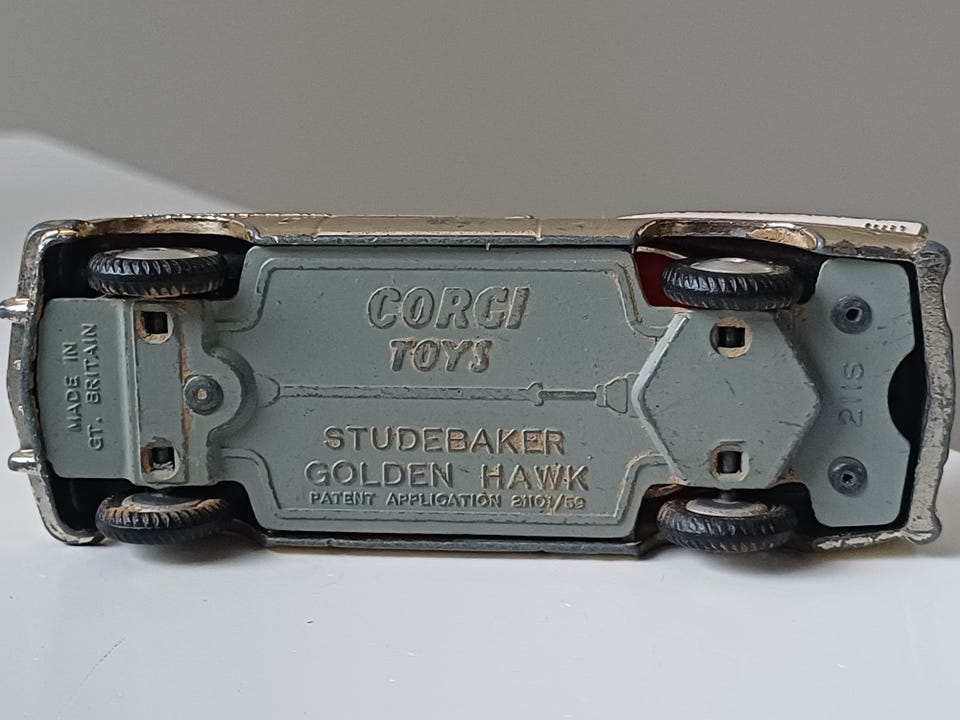 CORGI
TOYS
STUDEBAKER
GOLDEN HAWK
PATENT APPLICATION 21101/59
MADE IN
GT. BRITAIN
211S